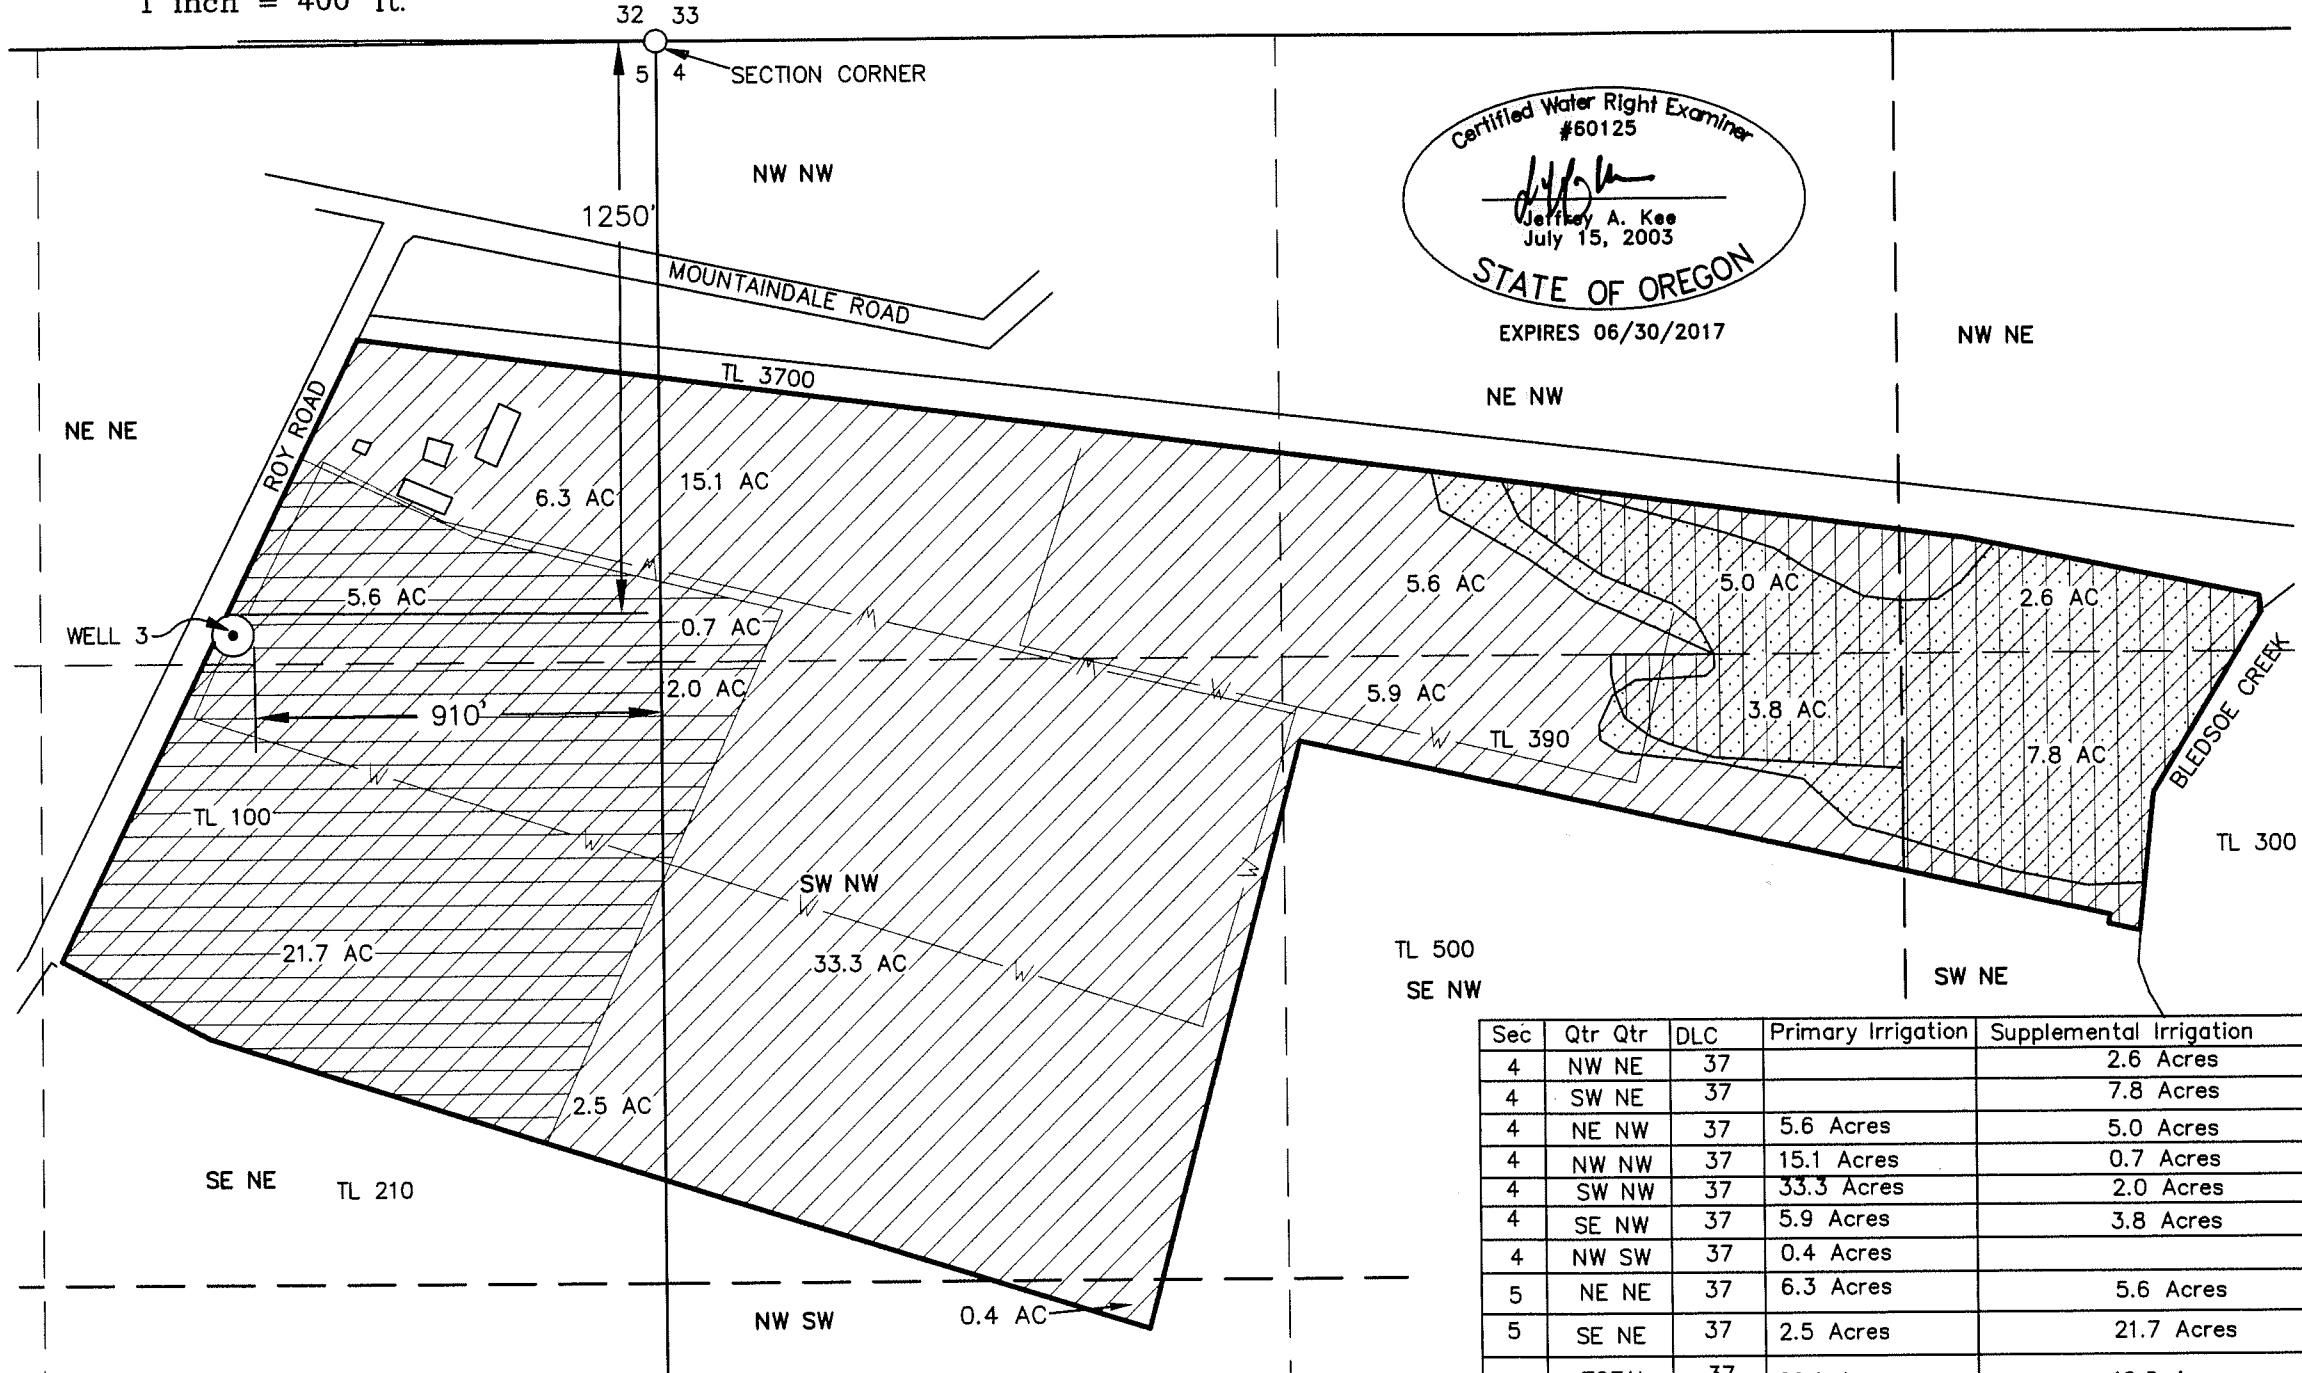 1 inch = 400 ft.
32 33
5 4
SECTION CORNER
NW NW
1250'
MOUNTAINDALE ROAD
Certified Water Right Examiner
#60125
Jeffrey A. Kee
July 15, 2003
STATE OF OREGON
EXPIRES 06/30/2017
NW NE
NE NW
NE NE
ROY ROAD
TL 3700
6.3 AC
15.1 AC
5.6 AC
5.0 AC
2.6 AC
5.6 AC
0.7 AC
WELL 3
2.0 AC
910'
5.9 AC
3.8 AC
TL 390
7.8 AC
BLEDSOE CREEK
W
W
W
W
W
W
W
W
W
W
W
TL 100
TL 300
SW NW
21.7 AC
33.3 AC
TL 500
SE NW
SW NE
2.5 AC
SE NE
TL 210
NW SW
0.4 AC
Sec Qtr Qtr DLC Primary Irrigation Supplemental Irrigation
4 NW NE 37 2.6 Acres
4 SW NE 37 7.8 Acres
4 NE NW 37 5.6 Acres 5.0 Acres
4 NW NW 37 15.1 Acres 0.7 Acres
4 SW NW 37 33.3 Acres 2.0 Acres
4 SE NW 37 5.9 Acres 3.8 Acres
4 NW SW 37 0.4 Acres
5 NE NE 37 6.3 Acres 5.6 Acres
5 SE NE 37 2.5 Acres 21.7 Acres
37